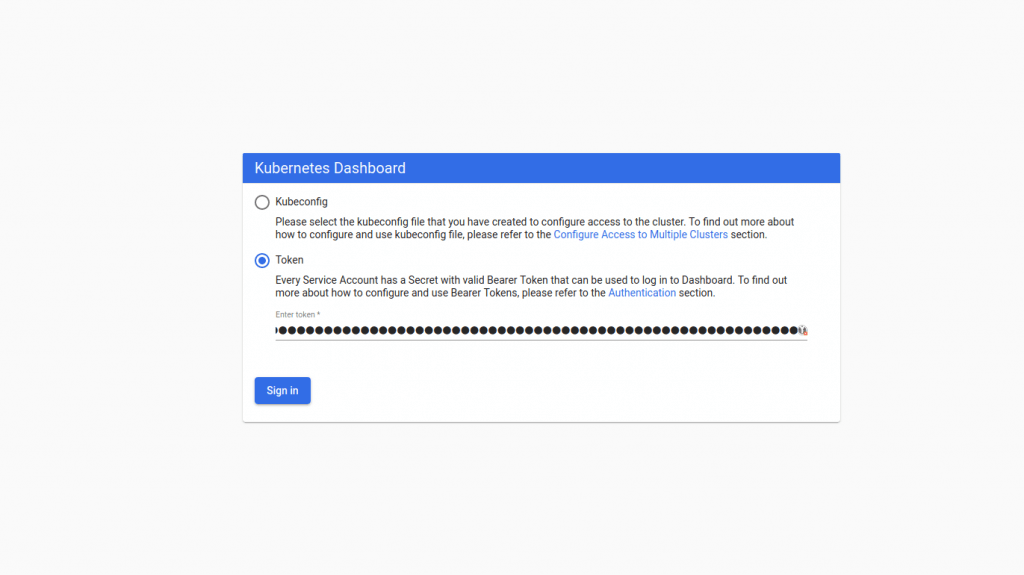 Kubernetes Dashboard
Kubeconfig
Please select the kubeconfig file that you have created to configure access to the cluster. To find out more about
how to configure and use kubeconfig file, please refer to the Configure Access to Multiple Clusters section.
Token
Every Service Account has a Secret with valid Bearer Token that can be used to log in to Dashboard. To find out
more about how to configure and use Bearer Tokens, please refer to the Authentication section.
Enter token *
Sign in